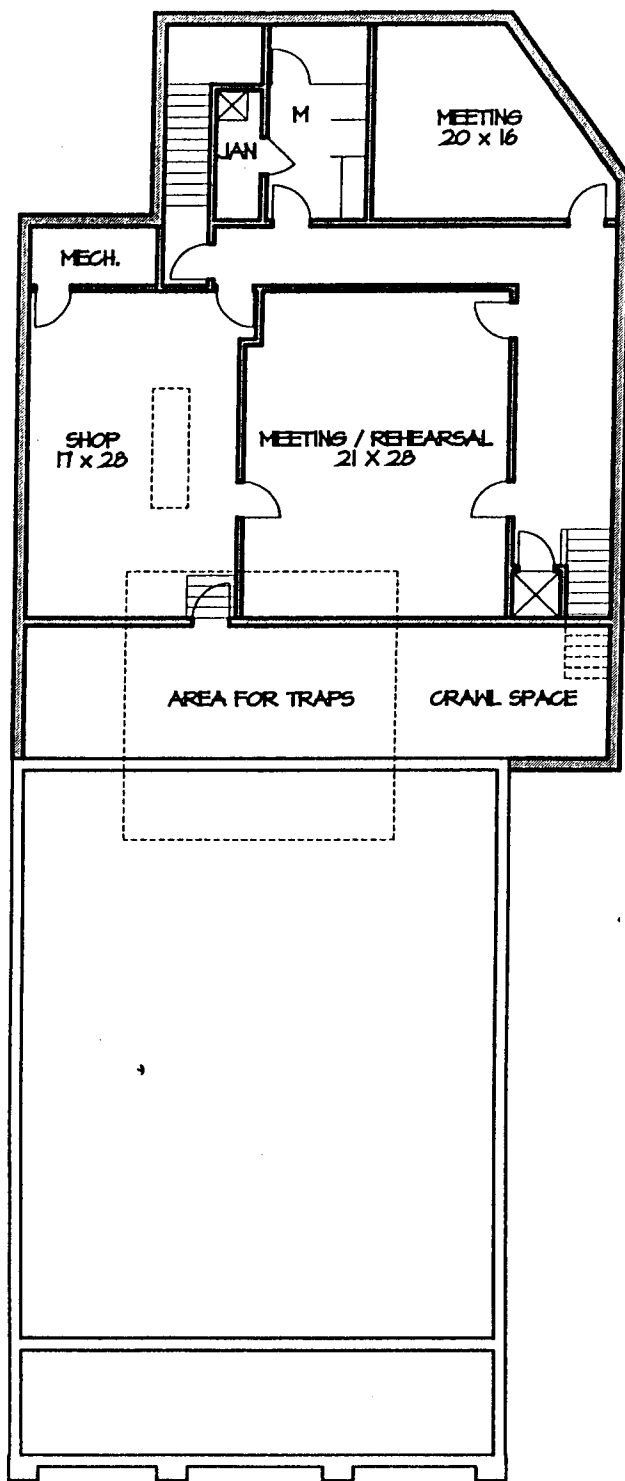 M
JAN
MEETING
20 x 16
MECH.
SHOP
17 x 28
MEETING / REHEARSAL
21 X 28
AREA FOR TRAPS
CRAWL SPACE